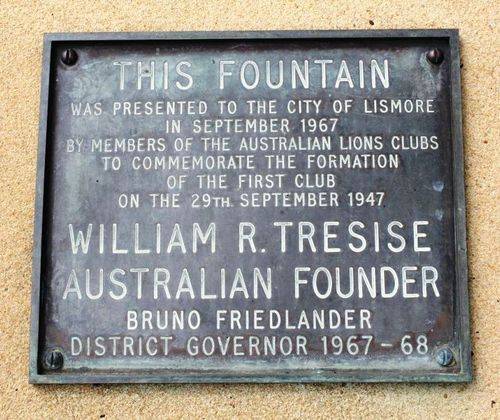 THIS FOUNTAIN
WAS PRESENTED TO THE CITY OF LISMORE
IN SEPTEMBER 1967
BY MEMBERS OF THE AUSTRALIAN LIONS CLUBS
TO COMMEMORATE THE FORMATION
OF THE FIRST CLUB
ON THE 29TH. SEPTEMBER 1947
WILLIAM R. TRESISE
AUSTRALIAN FOUNDER
BRUNO FRIEDLANDER
DISTRICT GOVERNOR 1967-68